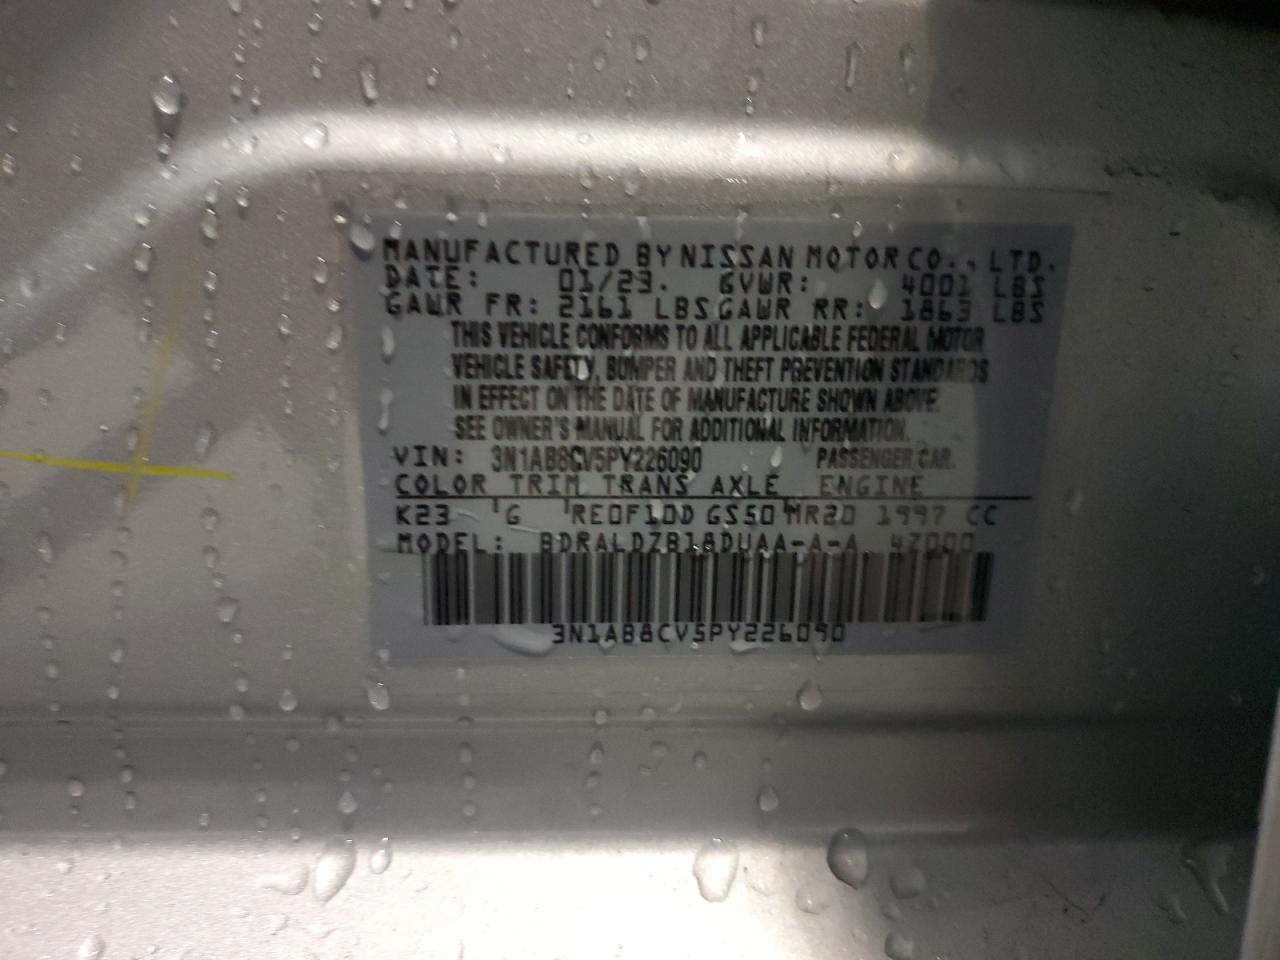 MANUFACTURED BY NISSAN MOTOR CO., LTD.
DATE: 01/23. GVWR: 4001 LBS
GAWR FR: 2161 LBS GAWR RR: 1863 LBS
THIS VEHICLE CONFORMS TO ALL APPLICABLE FEDERAL MOTOR
VEHICLE SAFETY, BUMPER AND THEFT PREVENTION STANDARDS
IN EFFECT ON THE DATE OF MANUFACTURE SHOWN ABOVE.
SEE OWNER'S MANUAL FOR ADDITIONAL INFORMATION.
VIN: 3N1AB8CV5PY226090 PASSENGER CAR.
COLOR TRIM TRANS AXLE ENGINE
K23 G RE0F10D GS50 MR20 1997 CC
MODEL: BDRALDZB18DUAA-A-A 4Z000
3N1AB8CV5PY226090